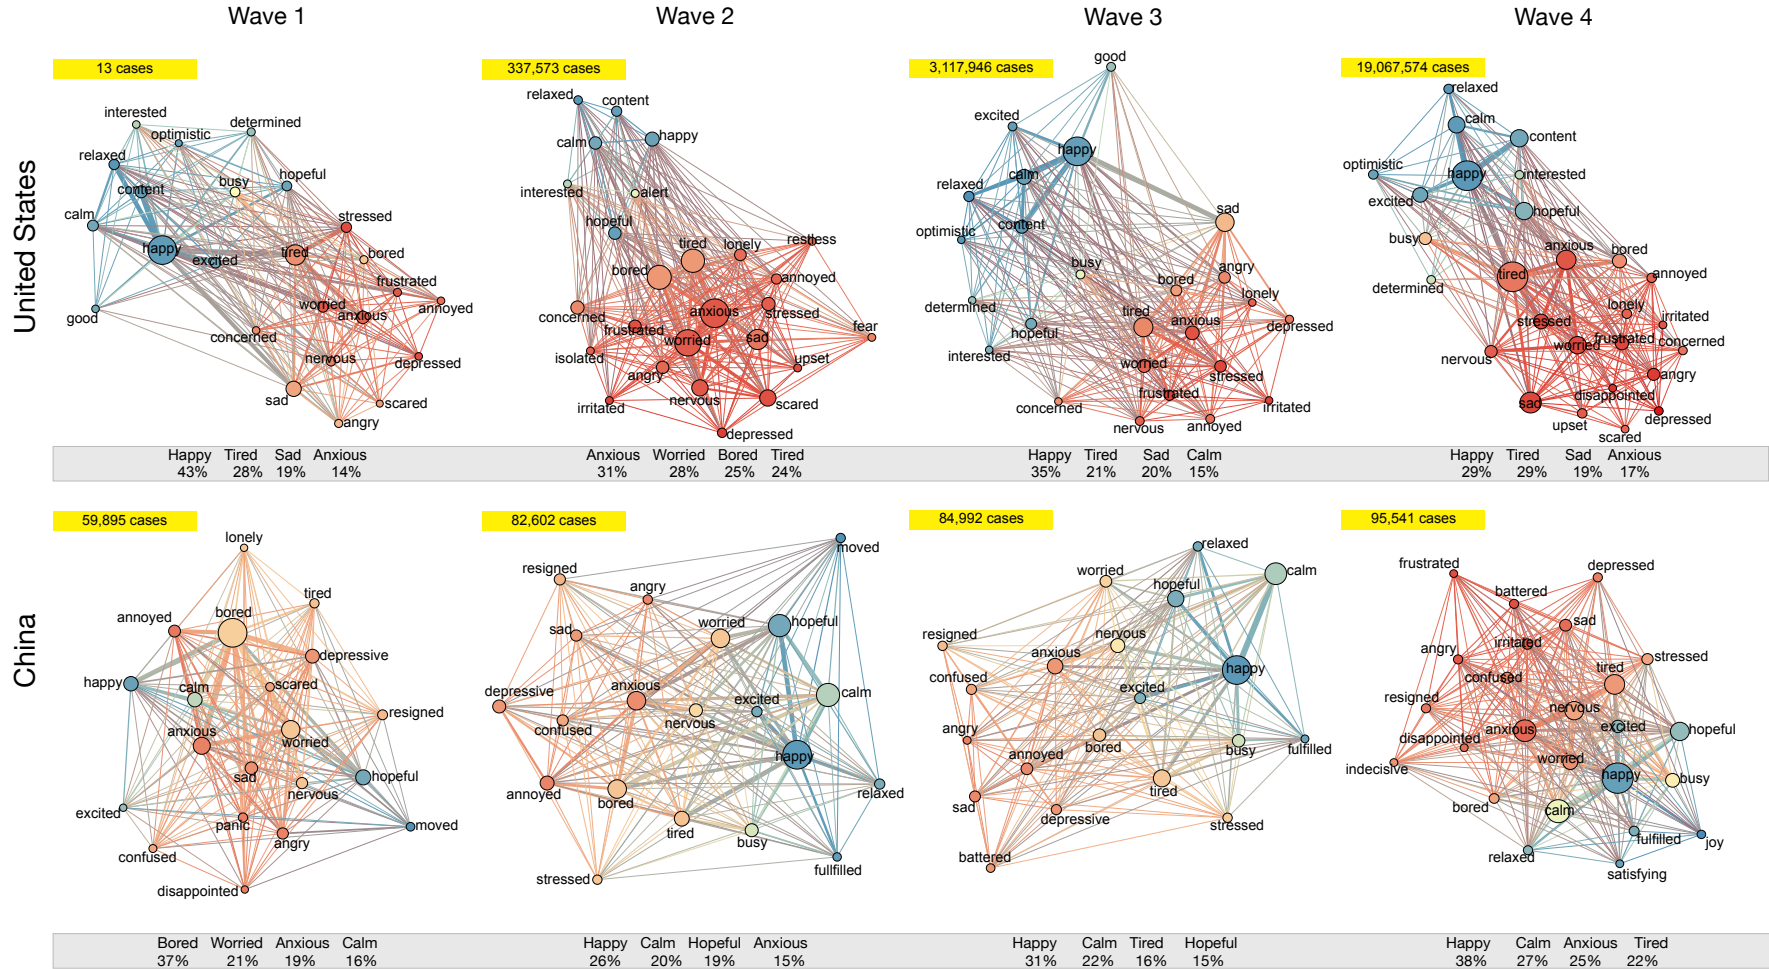 Wave 1
Wave 2
Wave 3
Wave 4
United States
13 cases
interested
optimistic
determined
relaxed
content
busy
hopeful
calm
stressed
happy
excited
tired
bored
frustrated
good
worried
anxious
annoyed
concerned
nervous
depressed
sad
scared
angry
Happy Tired Sad Anxious
43% 28% 19% 14%
337,573 cases
relaxed
content
calm
happy
interested
alert
hopeful
tired
lonely
restless
bored
annoyed
concerned
anxious
stressed
frustrated
worried
sad
fear
isolated
upset
angry
nervous
irritated
scared
depressed
Anxious Worried Bored Tired
31% 28% 25% 24%
3,117,946 cases
good
excited
happy
calm
relaxed
content
sad
optimistic
busy
bored
angry
lonely
determined
hopeful
tired
anxious
depressed
interested
worried
stressed
frustrated
concerned
irritated
nervous
annoyed
Happy Tired Sad Calm
35% 21% 20% 15%
19,067,574 cases
relaxed
calm
content
optimistic
happy
interested
excited
hopeful
busy
anxious
bored
determined
tired
annoyed
lonely
stressed
irritated
worried
frustrated
concerned
nervous
angry
sad
disappointed
upset
depressed
scared
Happy Tired Sad Anxious
29% 29% 19% 17%
China
59,895 cases
lonely
tired
annoyed
bored
depressive
happy
calm
scared
resigned
anxious
worried
sad
hopeful
nervous
excited
panic
moved
angry
confused
disappointed
Bored Worried Anxious Calm
37% 21% 19% 16%
82,602 cases
moved
resigned
angry
sad
worried
hopeful
depressive
anxious
excited
calm
confused
nervous
happy
annoyed
bored
relaxed
tired
busy
fullfilled
stressed
Happy Calm Hopeful Anxious
26% 20% 19% 15%
84,992 cases
relaxed
worried
hopeful
calm
resigned
nervous
anxious
happy
confused
excited
angry
bored
busy
fulfilled
annoyed
tired
sad
depressive
stressed
battered
Happy Calm Tired Hopeful
31% 22% 16% 15%
95,541 cases
frustrated
depressed
battered
sad
irritated
angry
stressed
tired
confused
resigned
nervous
anxious
excited
hopeful
disappointed
worried
indecisive
happy
busy
bored
calm
fulfilled
joy
relaxed
satisfying
Happy Calm Anxious Tired
38% 27% 25% 22%